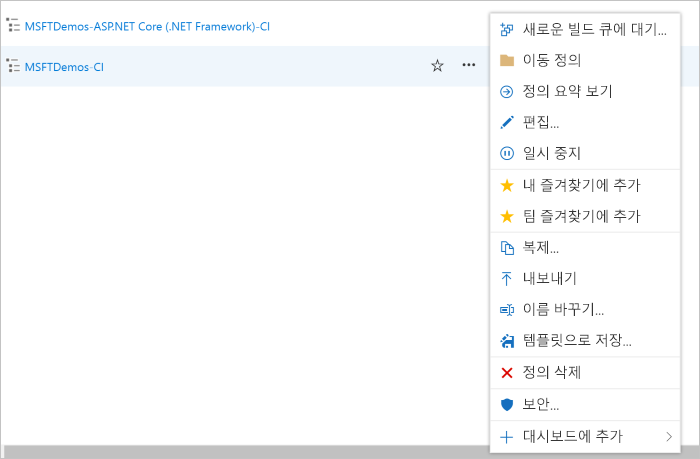 MSFTDemos-ASP.NET Core (.NET Framework)-CI
MSFTDemos-CI
새로운 빌드 큐에 대기...
이동 정의
정의 요약 보기
편집...
일시 중지
내 즐겨찾기에 추가
팀 즐겨찾기에 추가
복제...
내보내기
이름 바꾸기...
템플릿으로 저장...
정의 삭제
보안...
대시보드에 추가